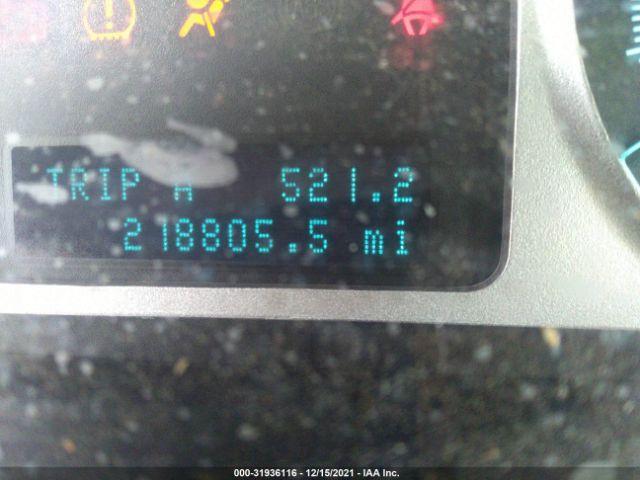 TRIP A 521.2
218805.5 mi
000-31936116 - 12/15/2021 - IAA Inc.